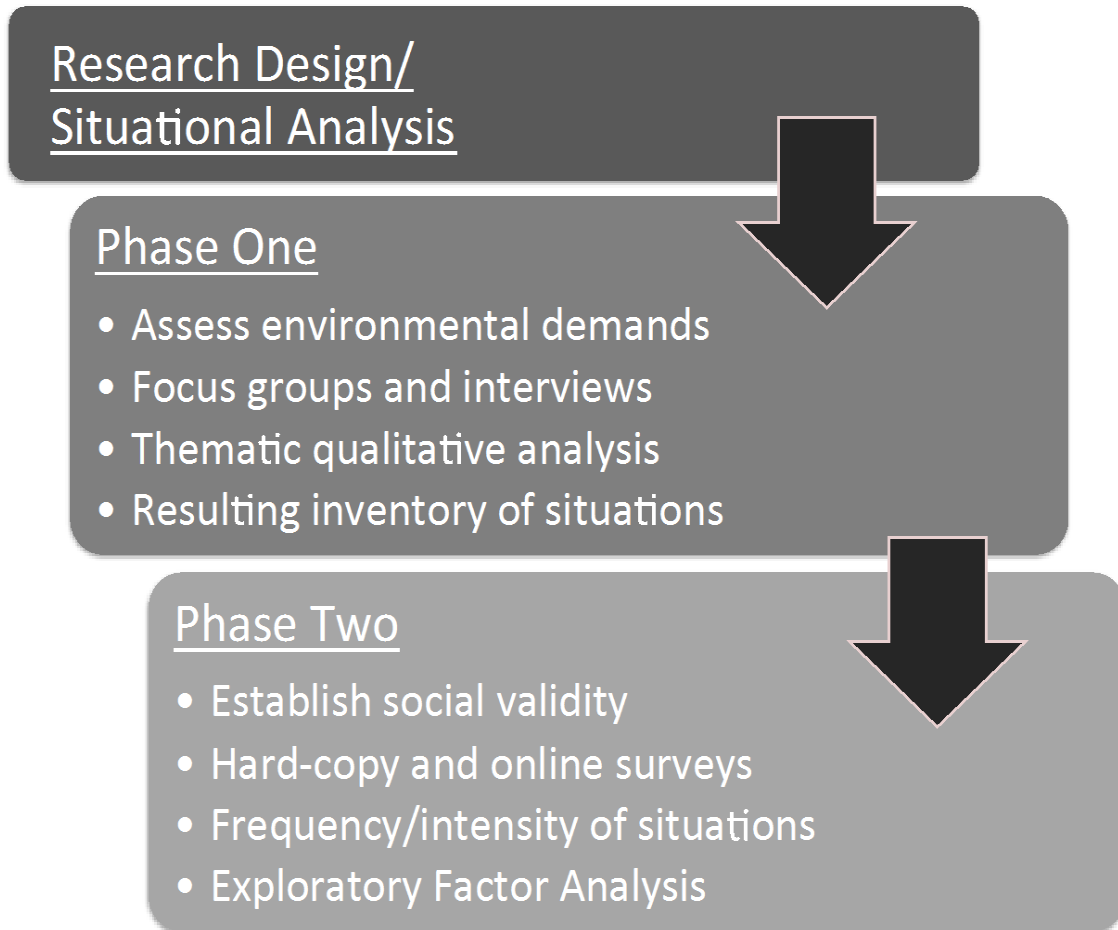 Research Design/
Situational Analysis
Phase One
• Assess environmental demands
• Focus groups and interviews
• Thematic qualitative analysis
• Resulting inventory of situations
Phase Two
• Establish social validity
• Hard-copy and online surveys
• Frequency/intensity of situations
• Exploratory Factor Analysis